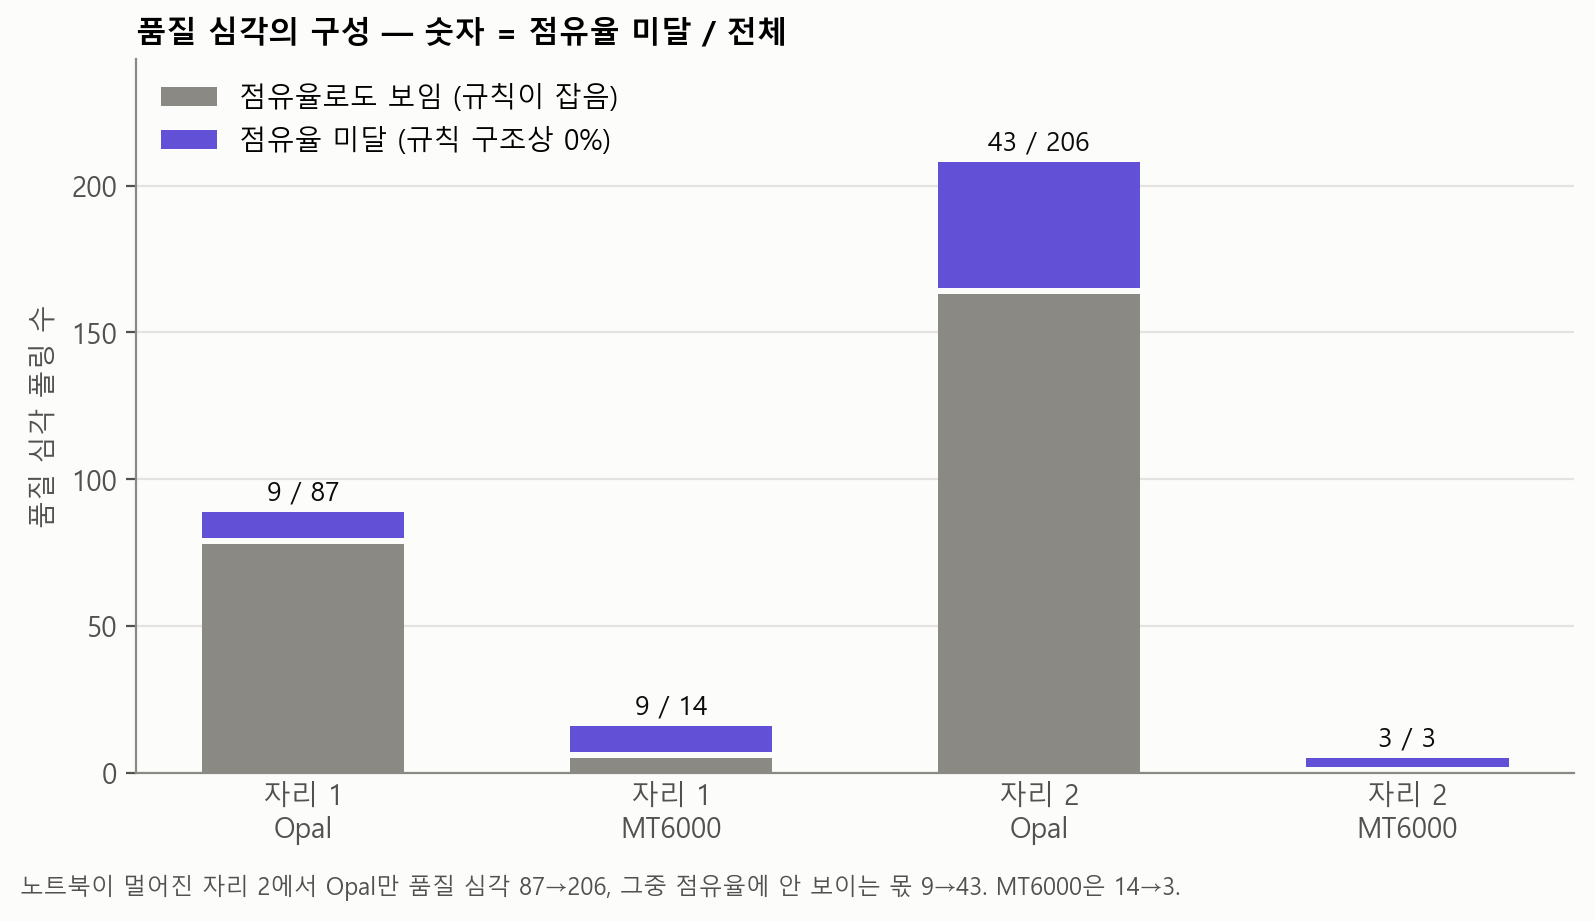 품질 심각의 구성 — 숫자 = 점유율 미달 / 전체
점유율로도 보임 (규칙이 잡음)
점유율 미달 (규칙 구조상 0%)
품질 심각 폴링 수
200
150
100
50
0
9 / 87
9 / 14
43 / 206
3 / 3
자리 1
Opal
자리 1
MT6000
자리 2
Opal
자리 2
MT6000
노트북이 멀어진 자리 2에서 Opal만 품질 심각 87→206, 그중 점유율에 안 보이는 몫 9→43. MT6000은 14→3.